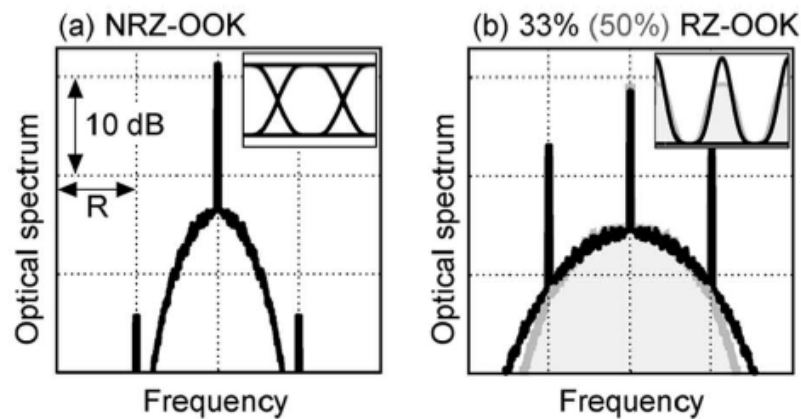 (a) NRZ-OOK
10 dB
R
Optical spectrum
Frequency
(b) 33% (50%) RZ-OOK
Optical spectrum
Frequency